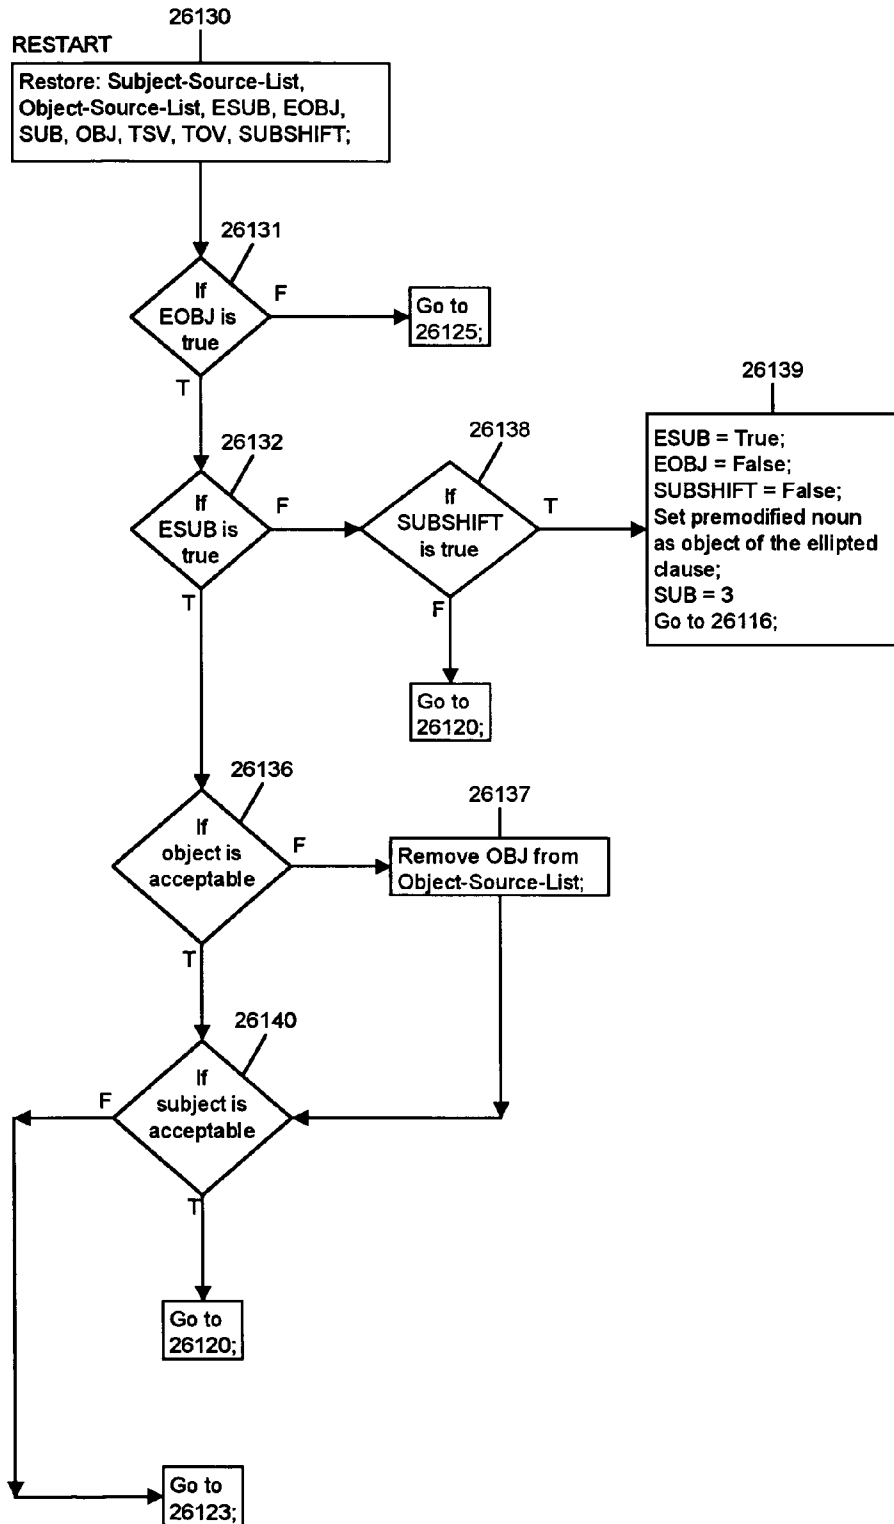 26130
RESTART
Restore: Subject-Source-List,
Object-Source-List, ESUB, EOBJ,
SUB, OBJ, TSV, TOV, SUBSHIFT;
26131
If
EOBJ is
true
F
Go to
26125;
T
26132
If
ESUB is
true
F
T
26138
If
SUBSHIFT
is true
T
F
26139
ESUB = True;
EOBJ = False;
SUBSHIFT = False;
Set premodified noun
as object of the ellipted
clause;
SUB = 3
Go to 26116;
Go to
26120;
26136
If
object is
acceptable
F
T
26137
Remove OBJ from
Object-Source-List;
26140
If
subject is
acceptable
F
T
Go to
26120;
Go to
26123;